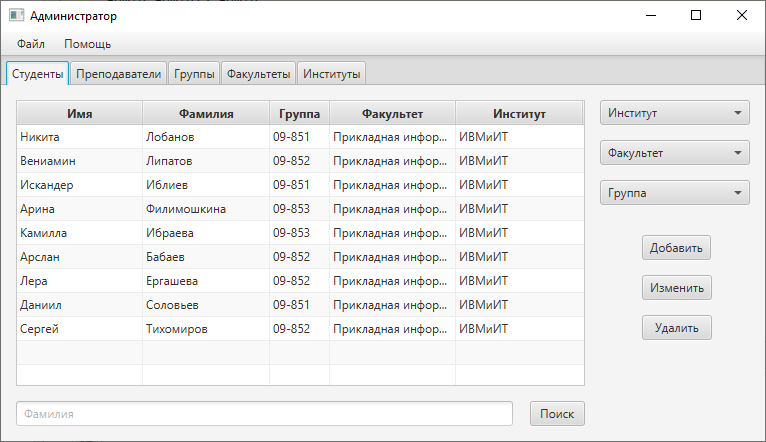 Администратор
Файл Помощь
Студенты Преподаватели Группы Факультеты Институты
Имя Фамилия Группа Факультет Институт
Никита Лобанов 09-851 Прикладная инфор... ИВМиИТ
Вениамин Липатов 09-852 Прикладная инфор... ИВМиИТ
Искандер Иблиев 09-851 Прикладная инфор... ИВМиИТ
Арина Филимошкина 09-853 Прикладная инфор... ИВМиИТ
Камилла Ибраева 09-853 Прикладная инфор... ИВМиИТ
Арслан Бабаев 09-852 Прикладная инфор... ИВМиИТ
Лера Ергашева 09-852 Прикладная инфор... ИВМиИТ
Даниил Соловьев 09-851 Прикладная инфор... ИВМиИТ
Сергей Тихомиров 09-852 Прикладная инфор... ИВМиИТ
Институт
Факультет
Группа
Добавить
Изменить
Удалить
Фамилия Поиск